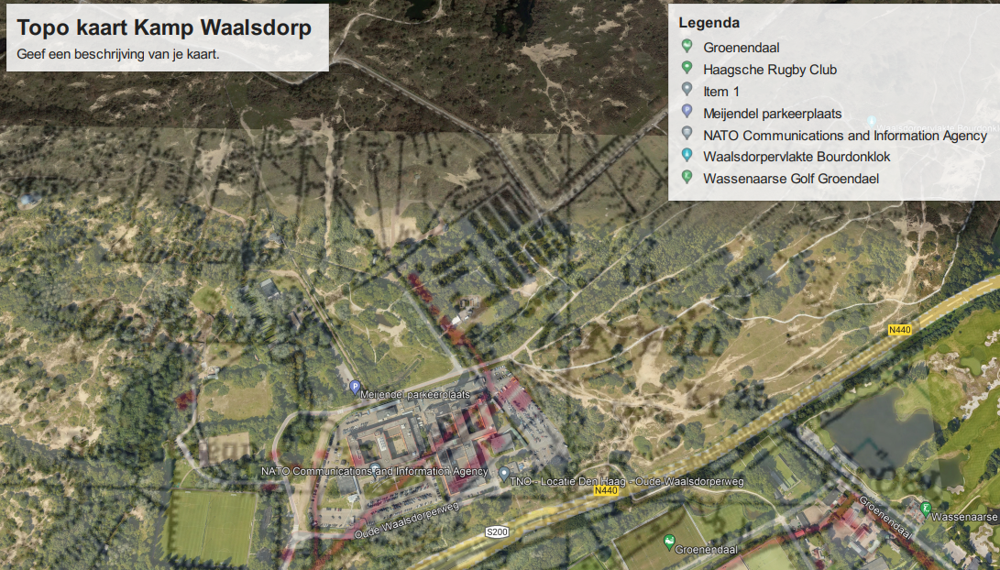 Topo kaart Kamp Waalsdorp
Geef een beschrijving van je kaart.
Legenda
Groenendaal
Haagsche Rugby Club
Item 1
Meijendel parkeerplaats
NATO Communications and Information Agency
Waalsdorpervlakte Bourdonklok
Wassenaarse Golf Groendael
N440
Meijendel parkeerplaats
NATO Communications and Information Agency
TNO - Locatie Den Haag - Oude Waalsdorperweg
N440
Oude Waalsdorperweg
S200
Groenendaal
Wassenaarse
Groenendaal